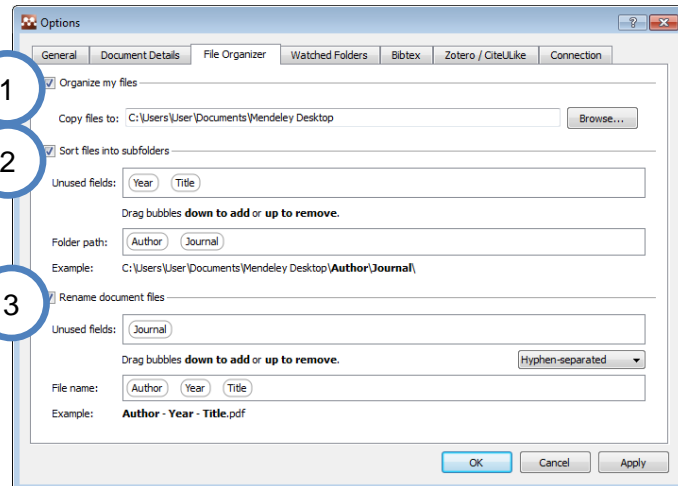 Options
General Document Details File Organizer Watched Folders Bibtex Zotero / CiteULike Connection
1
Organize my files
Copy files to: C:\Users\User\Documents\Mendeley Desktop Browse...
2
Sort files into subfolders
Unused fields: Year Title
Drag bubbles down to add or up to remove.
Folder path: Author Journal
Example: C:\Users\User\Documents\Mendeley Desktop\Author\Journal\
3
Rename document files
Unused fields: Journal
Drag bubbles down to add or up to remove. Hyphen-separated
File name: Author Year Title
Example: Author - Year - Title.pdf
OK Cancel Apply